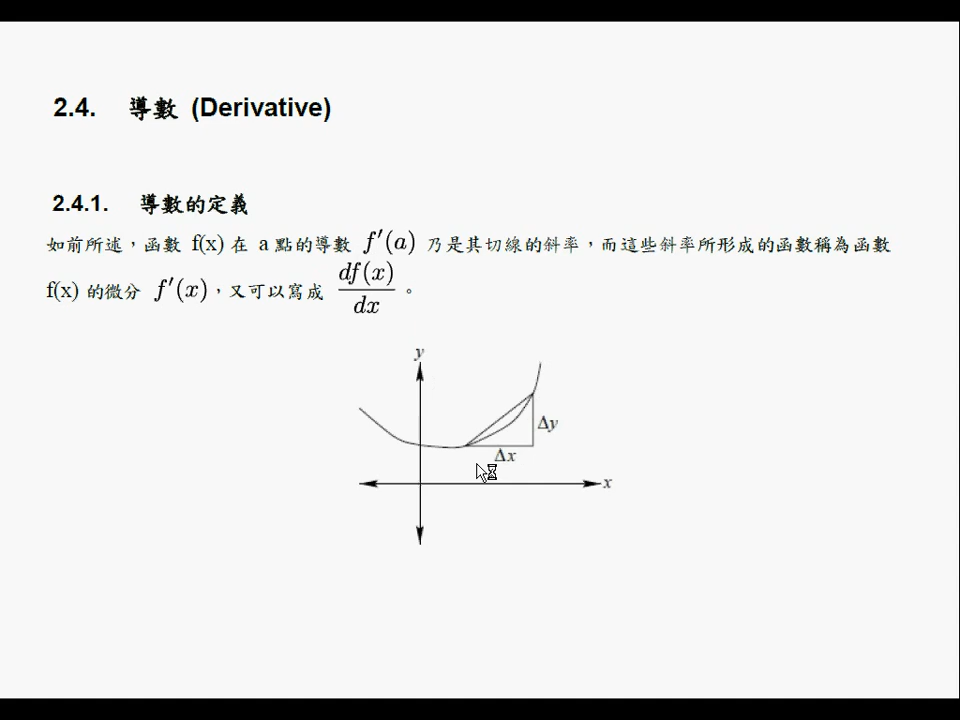 2.4. 導數 (Derivative)
2.4.1. 導數的定義
如前所述，函數 f(x) 在 a 點的導數 f′(a) 乃是其切線的斜率，而這些斜率所形成的函數稱為函數
f(x) 的微分 f′(x)，又可以寫成 df(x)/dx 。
y
Δy
Δx
x